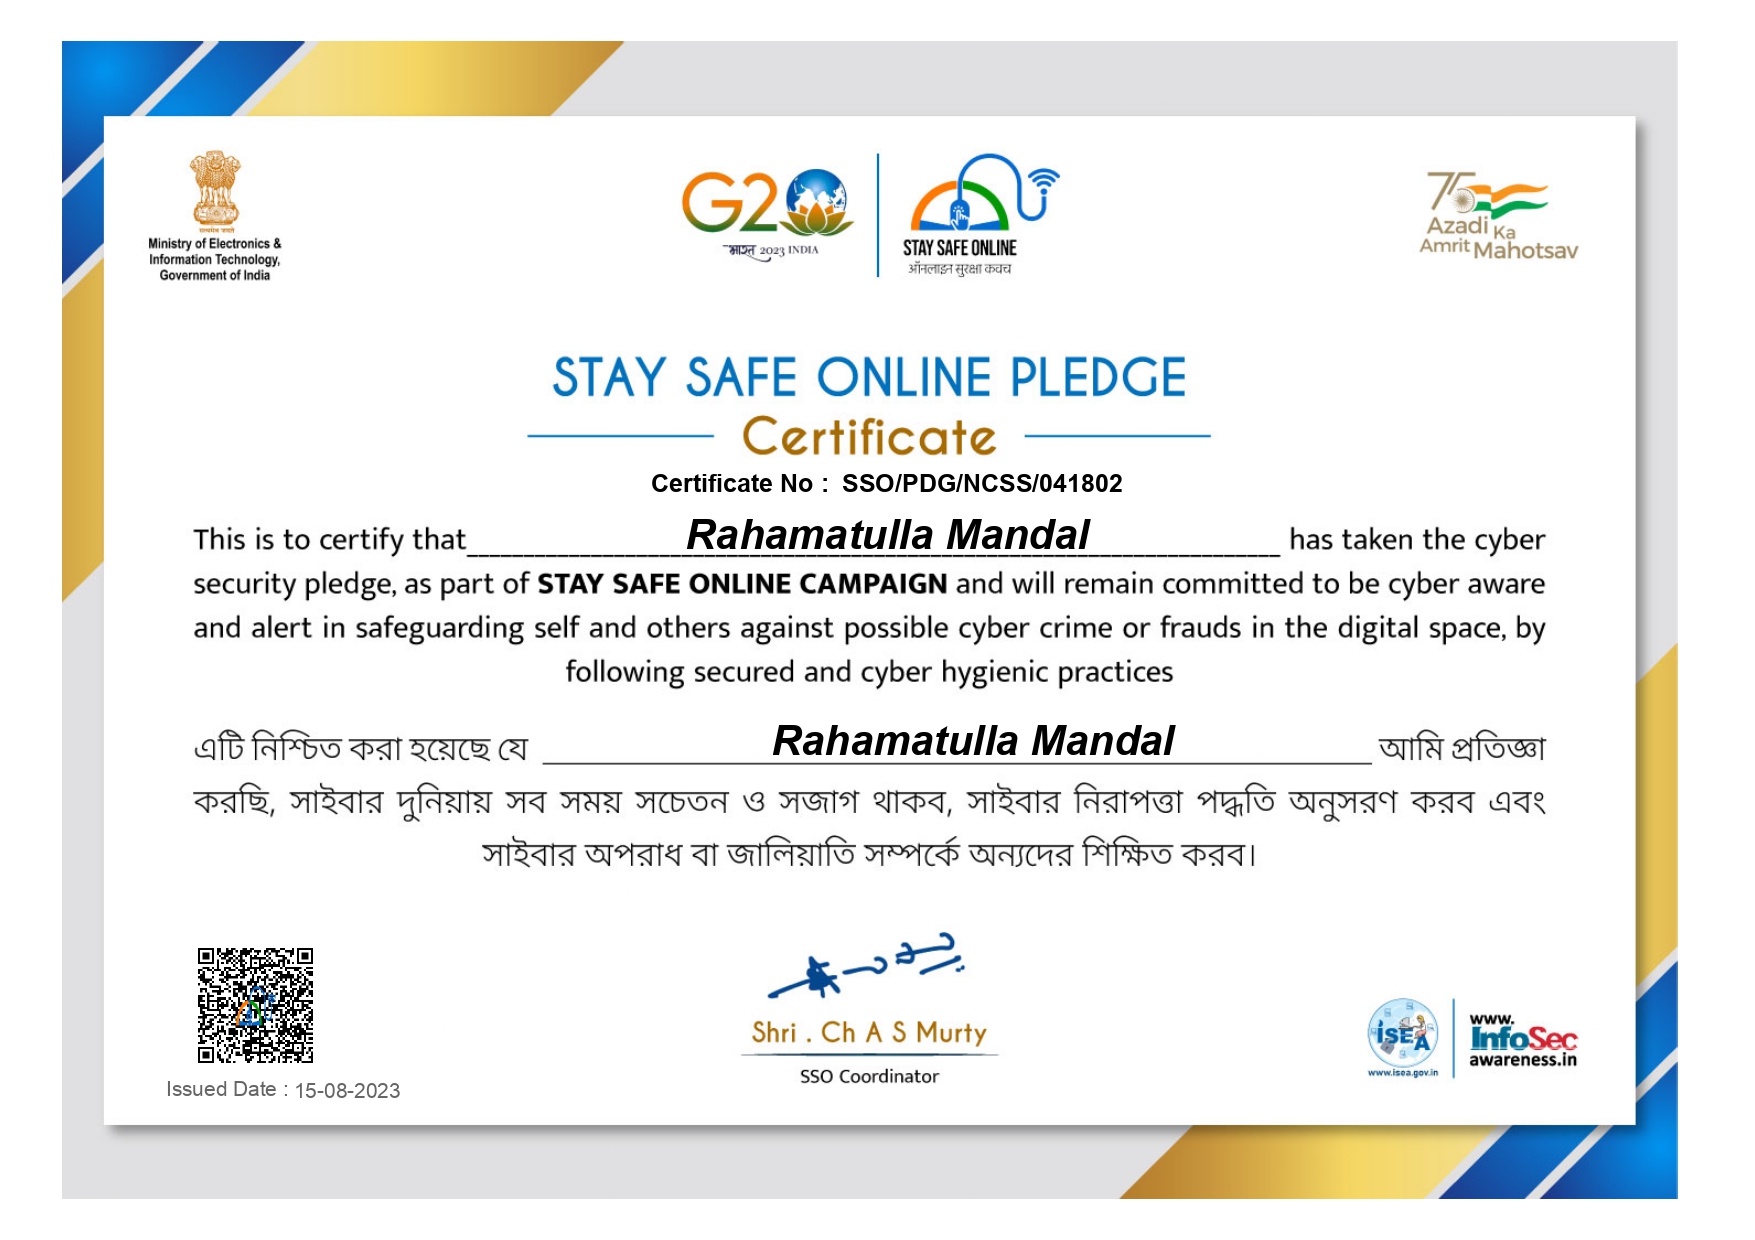 सत्यमेव जयते
Ministry of Electronics &
Information Technology,
Government of India
G20
भारत 2023 INDIA
STAY SAFE ONLINE
ऑनलाइन सुरक्षा कवच
75
Azadi Ka
Amrit Mahotsav
STAY SAFE ONLINE PLEDGE
Certificate
Certificate No : SSO/PDG/NCSS/041802
This is to certify that Rahamatulla Mandal has taken the cyber
security pledge, as part of STAY SAFE ONLINE CAMPAIGN and will remain committed to be cyber aware
and alert in safeguarding self and others against possible cyber crime or frauds in the digital space, by
following secured and cyber hygienic practices
এটি নিশ্চিত করা হয়েছে যে Rahamatulla Mandal আমি প্রতিজ্ঞা
করছি, সাইবার দুনিয়ায় সব সময় সচেতন ও সজাগ থাকব, সাইবার নিরাপত্তা পদ্ধতি অনুসরণ করব এবং
সাইবার অপরাধ বা জালিয়াতি সম্পর্কে অন্যদের শিক্ষিত করব।
Issued Date : 15-08-2023
Shri . Ch A S Murty
SSO Coordinator
ISEA
www.isea.gov.in
www.
InfoSec
awareness.in